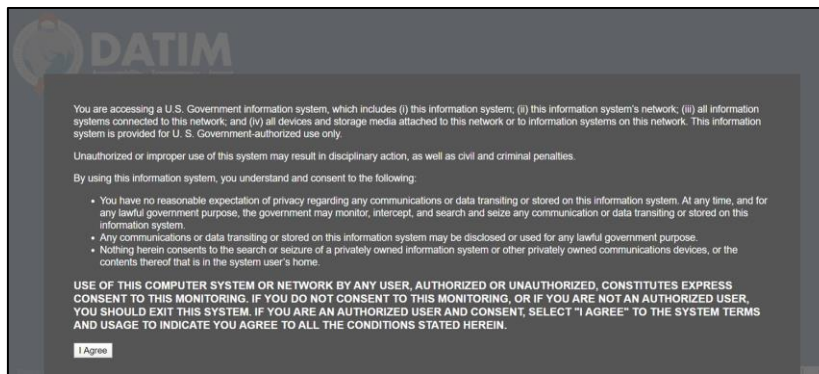 DATIM
You are accessing a U.S. Government information system, which includes (i) this information system; (ii) this information system's network; (iii) all information
systems connected to this network; and (iv) all devices and storage media attached to this network or to information systems on this network. This information
system is provided for U. S. Government-authorized use only.
Unauthorized or improper use of this system may result in disciplinary action, as well as civil and criminal penalties.
By using this information system, you understand and consent to the following:
• You have no reasonable expectation of privacy regarding any communications or data transiting or stored on this information system. At any time, and for
any lawful government purpose, the government may monitor, intercept, and search and seize any communication or data transiting or stored on this
information system.
• Any communications or data transiting or stored on this information system may be disclosed or used for any lawful government purpose.
• Nothing herein consents to the search or seizure of a privately owned information system or other privately owned communications devices, or the
contents thereof that is in the system user's home.
USE OF THIS COMPUTER SYSTEM OR NETWORK BY ANY USER, AUTHORIZED OR UNAUTHORIZED, CONSTITUTES EXPRESS
CONSENT TO THIS MONITORING. IF YOU DO NOT CONSENT TO THIS MONITORING, OR IF YOU ARE NOT AN AUTHORIZED USER,
YOU SHOULD EXIT THIS SYSTEM. IF YOU ARE AN AUTHORIZED USER AND CONSENT, SELECT "I AGREE" TO THE SYSTEM TERMS
AND USAGE TO INDICATE YOU AGREE TO ALL THE CONDITIONS STATED HEREIN.
I Agree